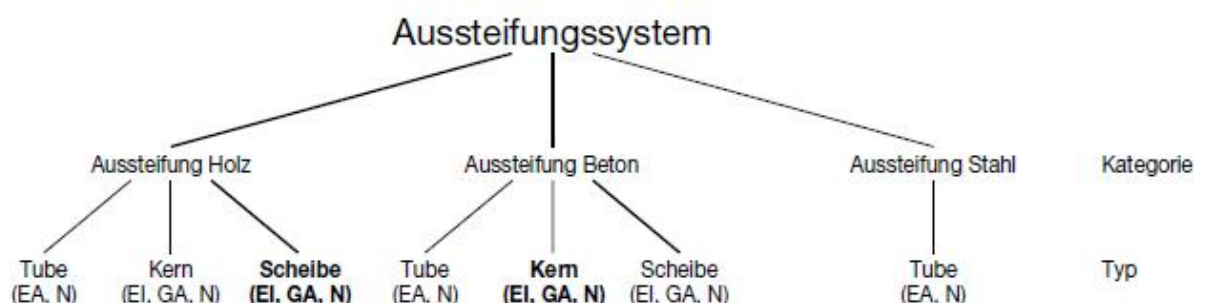 Aussteifungssystem
Aussteifung Holz Aussteifung Beton Aussteifung Stahl Kategorie
Tube Kern Scheibe Tube Kern Scheibe Tube Typ
(EA, N) (EI, GA, N) (EI, GA, N) (EA, N) (EI, GA, N) (EI, GA, N) (EA, N)